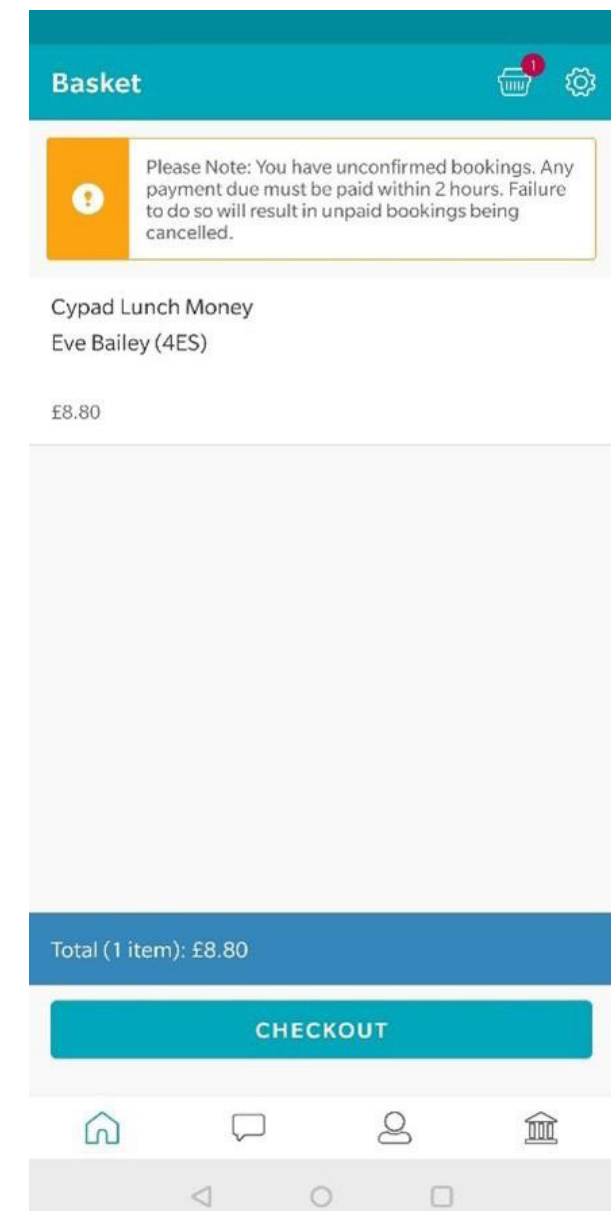 Basket
1
Please Note: You have unconfirmed bookings. Any
payment due must be paid within 2 hours. Failure
to do so will result in unpaid bookings being
cancelled.
Cypad Lunch Money
Eve Bailey (4ES)
£8.80
Total (1 item): £8.80
CHECKOUT